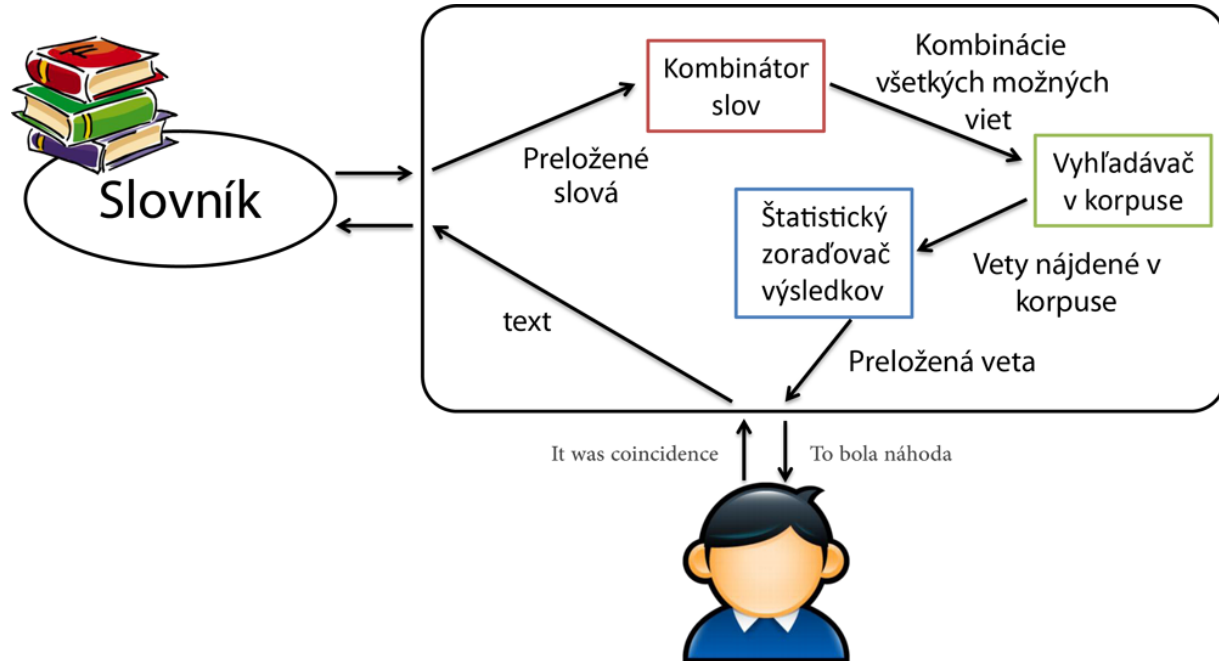 Slovník
Kombinátor
slov
Kombinácie
všetkých možných
viet
Preložené
slová
Vyhľadávač
v korpuse
Štatistický
zoraďovač
výsledkov
Vety nájdené v
korpuse
text
Preložená veta
It was coincidence
To bola náhoda